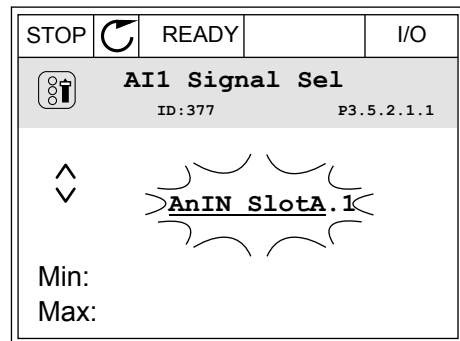 STOP READY I/O
AI1 Signal Sel
ID:377 P3.5.2.1.1
AnIN SlotA.1
Min:
Max: